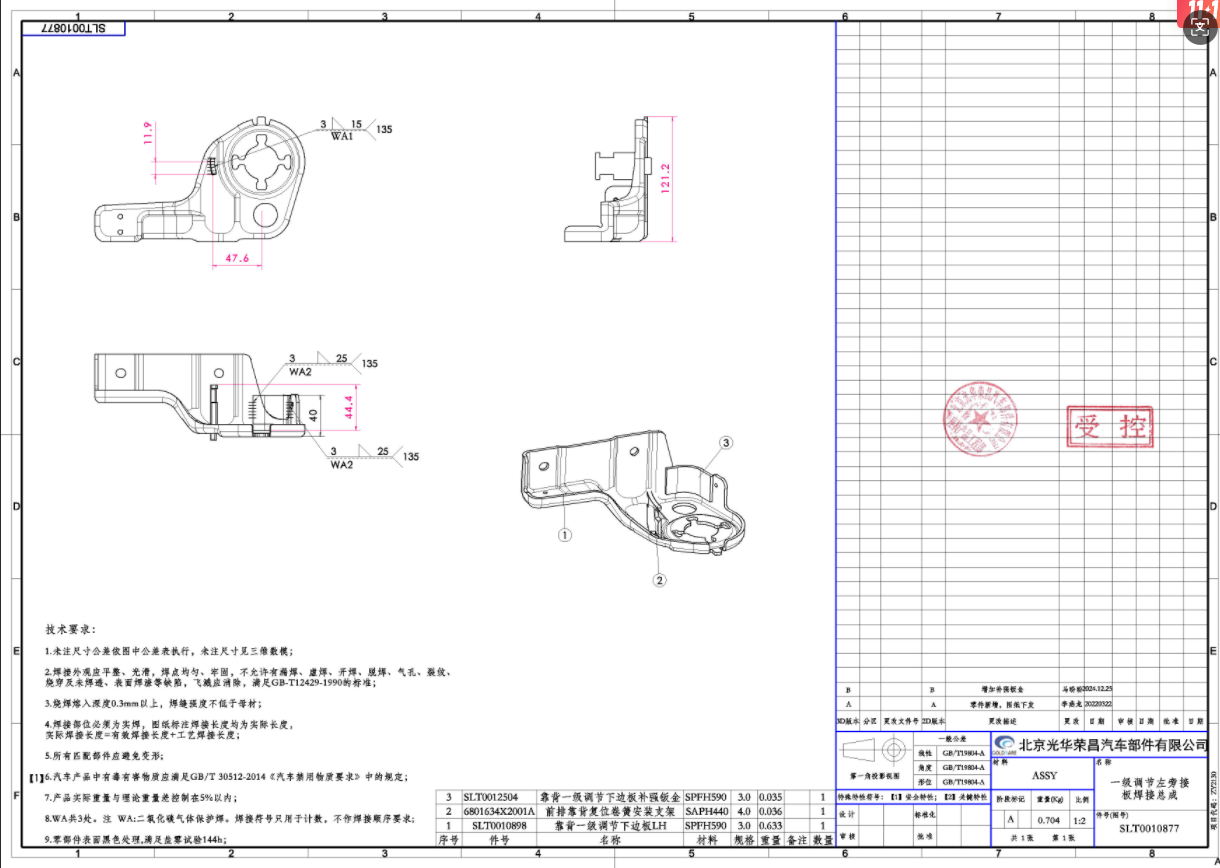 1 2 3 4 5 6 7 8
SLT0010877
A
B
C
D
E
F
A
B
C
D
E
11.9
3 15 135
WA1
47.6
121.2
3 25 135
WA2
40
44.4
3 25 135
WA2
1
2
3
受控
技术要求：
1.未注尺寸公差依图中公差表执行，未注尺寸见三维数模；
2.焊接外观应平整、光滑，焊点均匀、牢固，不允许有漏焊、虚焊、开焊、脱焊、气孔、裂纹、
烧穿及未焊透、表面焊渣等缺陷，飞溅应清除，满足GB-T12429-1990的标准；
3.烧焊熔入深度0.3mm以上，焊缝强度不低于母材；
4.焊接部位必须为实焊，图纸标注焊接长度均为实际长度，
实际焊接长度=有效焊接长度+工艺焊接长度；
5.所有匹配部件应避免变形；
【1】6.汽车产品中有毒有害物质应满足GB/T 30512-2014《汽车禁用物质要求》中的规定；
7.产品实际重量与理论重量差控制在5%以内；
8.WA共3处。注 WA:二氧化碳气体保护焊。焊接符号只用于计数，不作焊接顺序要求；
9.零部件表面黑色处理,满足盐雾试验144h；
3 SLT0012504 靠背一级调节下边板补强钣金 SPFH590 3.0 0.035 1
2 6801634X2001A 前排靠背复位卷簧安装支架 SAPH440 4.0 0.036 1
1 SLT0010898 靠背一级调节下边板LH SPFH590 3.0 0.633 1
序号 件号 名称 材料 规格 重量 备注 数量
B B 增加补强钣金 2024.12.25
A A 零件新增，图纸下发 20220322
3D版本 分区 更改文件号 2D版本 更改描述 更改 日期 审核 日期 批准 日期
第一角投影视图
一般公差
线性 GB/T19804-A
角度 GB/T19804-A
形位 GB/T19804-A
北京光华荣昌汽车部件有限公司
材料
ASSY
名称
一级调节左旁接
板焊接总成
特殊特性符号：【1】安全特性；【2】关键特性
设计 标准化
审核 批准
阶段标记 重量(Kg) 比例
A 0.704 1:2
共 1 张 第 1 张
件号(图号)
SLT0010877
1 2 3 4 5 6 7 8